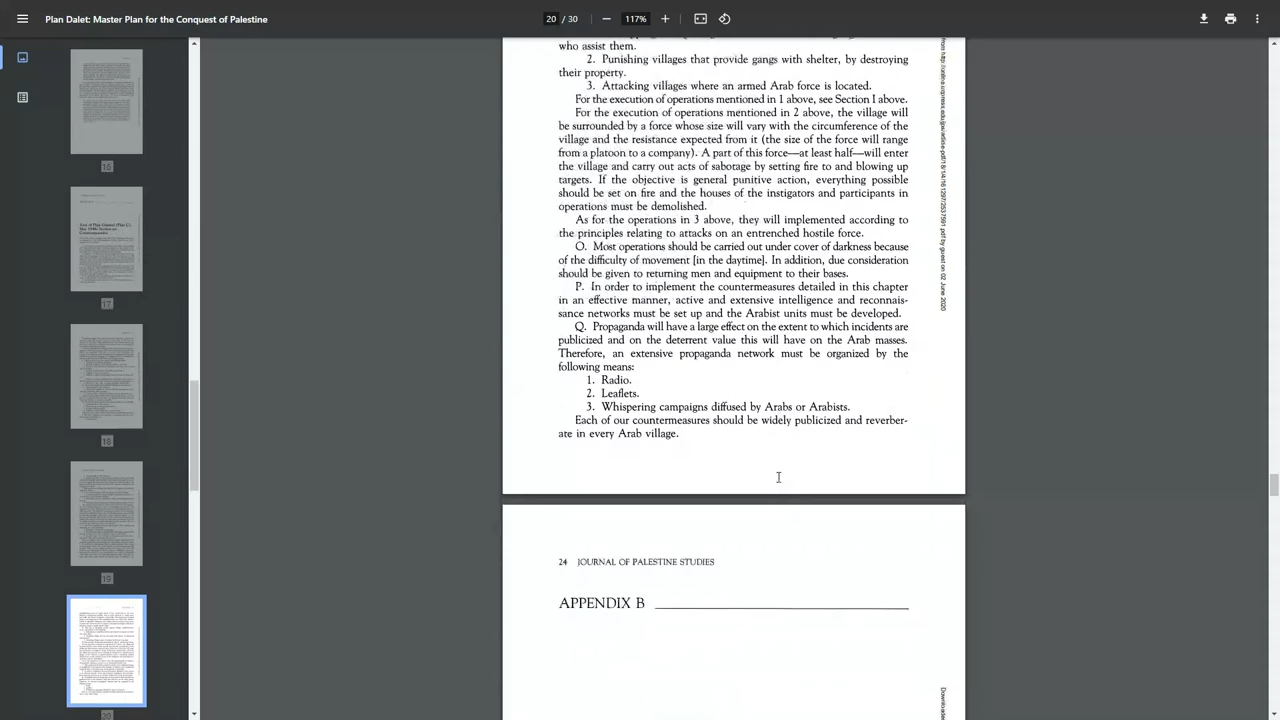 Plan Dalet: Master Plan for the Conquest of Palestine
20 / 30
117%
16
17
18
19
20
who assist them.
2. Punishing villages that provide gangs with shelter, by destroying
their property.
3. Attacking villages where an armed Arab force is located.
For the execution of operations mentioned in 1 above, see Section I above.
For the execution of operations mentioned in 2 above, the village will
be surrounded by a force whose size will vary with the circumference of the
village and the resistance expected from it (the size of the force will range
from a platoon to a company). A part of this force—at least half—will enter
the village and carry out acts of sabotage by setting fire to and blowing up
targets. If the objective is general punitive action, everything possible
should be set on fire and the houses of the instigators and participants in
operations must be demolished.
As for the operations in 3 above, they will implemented according to
the principles relating to attacks on an entrenched hostile force.
O. Most operations should be carried out under cover of darkness because
of the difficulty of movement [in the daytime]. In addition, due consideration
should be given to returning men and equipment to their bases.
P. In order to implement the countermeasures detailed in this chapter
in an effective manner, active and extensive intelligence and reconnais-
sance networks must be set up and the Arabist units must be developed.
Q. Propaganda will have a large effect on the extent to which incidents are
publicized and on the deterrent value this will have on the Arab masses.
Therefore, an extensive propaganda network must be organized by the
following means:
1. Radio.
2. Leaflets.
3. Whispering campaigns diffused by Arabs or Arabists.
Each of our countermeasures should be widely publicized and reverber-
ate in every Arab village.
by guest on 02 June 2020
24 JOURNAL OF PALESTINE STUDIES
APPENDIX B